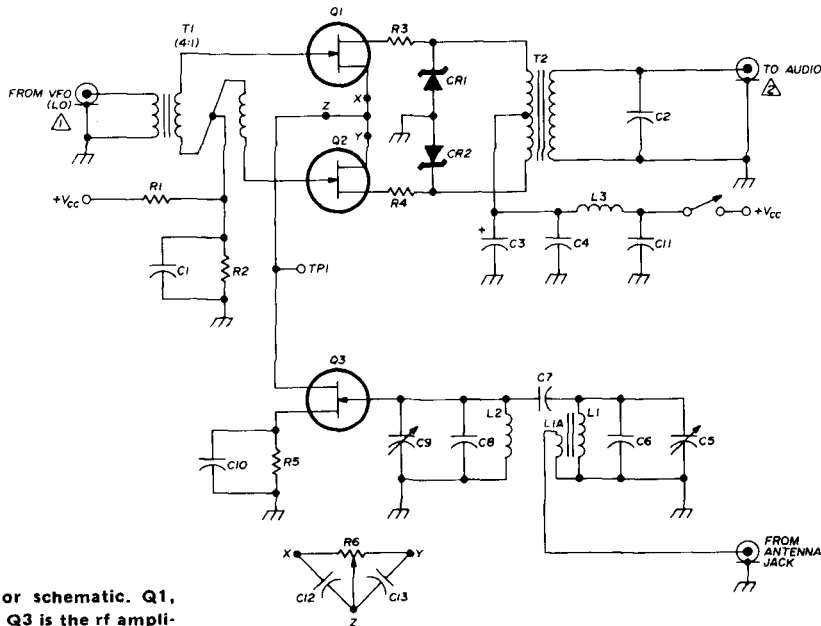 Q1
T1
(4:1)
R3
FROM VFO
(LO)
1
X
Z
Y
CR1
T2
TO AUDIO
2
C2
Q2
CR2
R4
R1
+Vcc
L3
+
C3
C4
C11
+Vcc
C1
R2
TP1
Q3
C7
L2
L1A
L1
C9
C8
C6
C5
C10
R5
R6
X
Y
C12
C13
Z
FROM
ANTENNA
JACK
or schematic. Q1,
Q3 is the rf ampli-